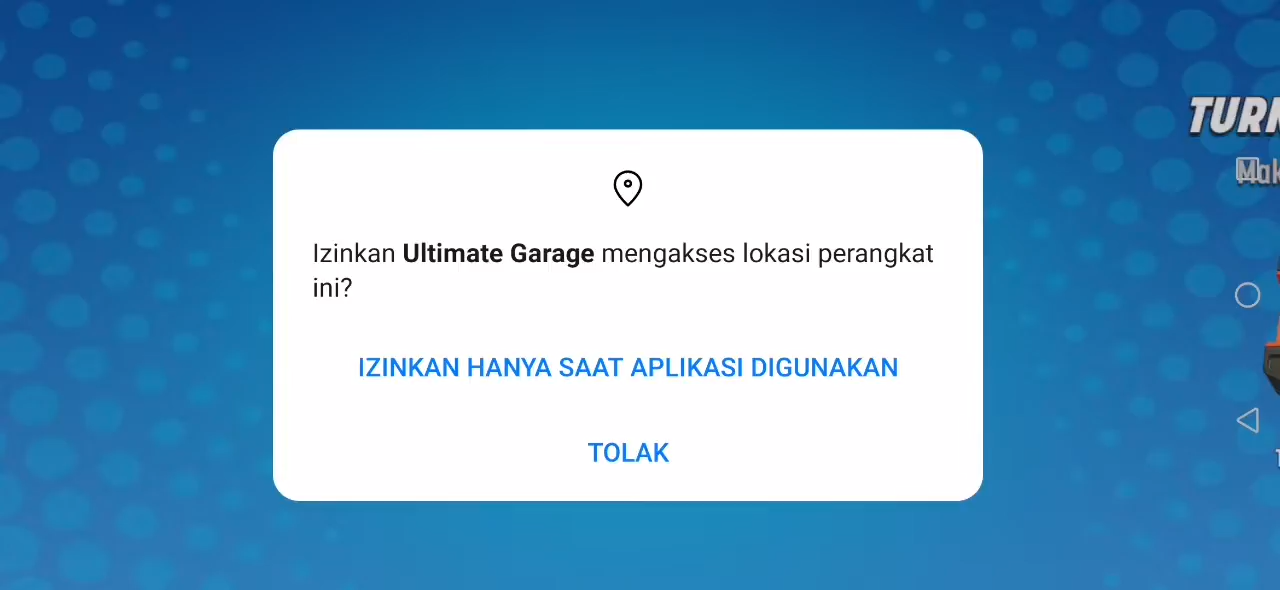 Izinkan Ultimate Garage mengakses lokasi perangkat
ini?
IZINKAN HANYA SAAT APLIKASI DIGUNAKAN
TOLAK